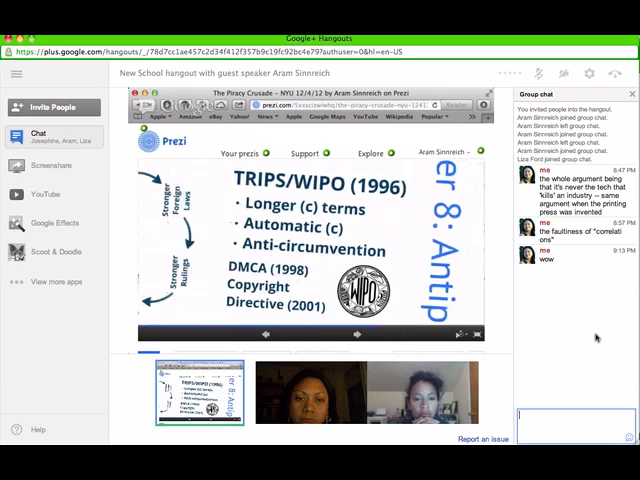 Google+ Hangouts
https://plus.google.com/hangouts/_/78d7cc1ae457c2d34f412f357b9c19fc92bc4e79?authuser=0&hl=en-US
New School hangout with guest speaker Aram Sinnreich
Invite People
Chat
Josephine, Aram, Liza
Screenshare
YouTube
Google Effects
Scoot & Doodle
View more apps
Help
The Piracy Crusade – NYU 12/4/12 by Aram Sinnreich on Prezi
Reader
Apple
Amazon
eBay
Yahoo!
News
Apple
Google Maps
YouTube
Wikipedia
Popular
Prezi
Your prezis
Support
Explore
Aram Sinnreich
Stronger
Foreign
Laws
Stronger
Rulings
TRIPS/WIPO (1996)
· Longer (c) terms
· Automatic (c)
· Anti-circumvention
DMCA (1998)
Copyright
Directive (2001)
WIPO
er 8: Antip
TRIPS/WIPO (1996)
Report an issue
Group chat
You invited people into the hangout.
Aram Sinnreich joined group chat.
Aram Sinnreich left group chat.
Aram Sinnreich joined group chat.
Aram Sinnreich left group chat.
Aram Sinnreich joined group chat.
Liza Ford joined group chat.
me 8:47 PM
the whole argument being
that it's never the tech that
'kills' an industry -- same
argument when the printing
press was invented
me 8:57 PM
the faultiness of "correlati
ons"
me 9:13 PM
wow